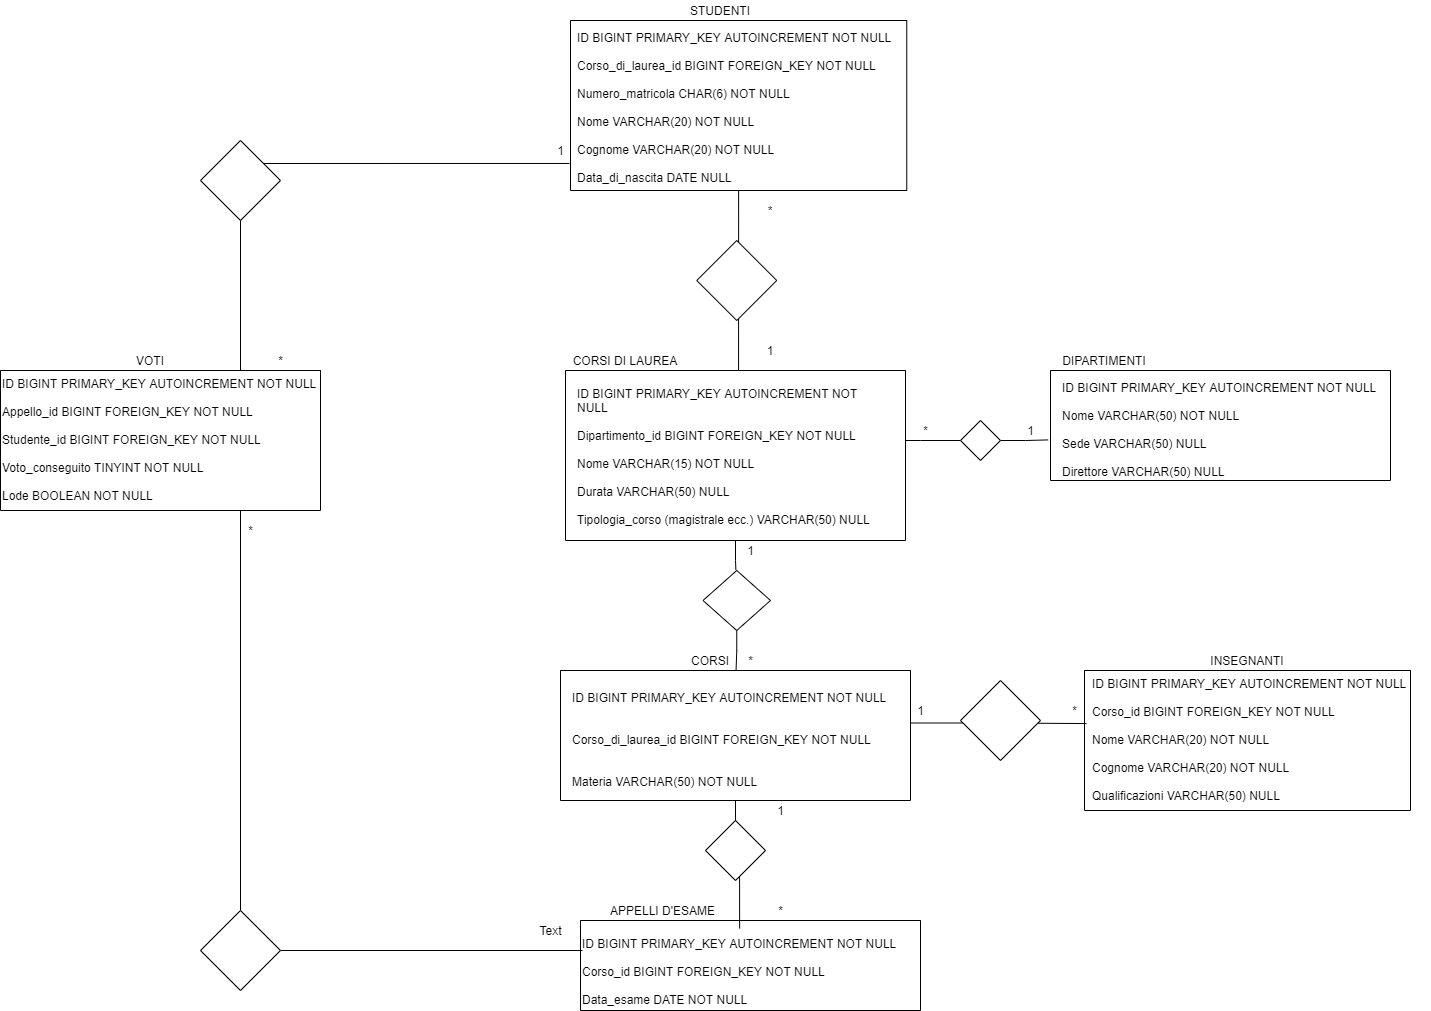 STUDENTI
ID BIGINT PRIMARY_KEY AUTOINCREMENT NOT NULL
Corso_di_laurea_id BIGINT FOREIGN_KEY NOT NULL
Numero_matricola CHAR(6) NOT NULL
Nome VARCHAR(20) NOT NULL
Cognome VARCHAR(20) NOT NULL
Data_di_nascita DATE NULL
1
*
1
VOTI
*
ID BIGINT PRIMARY_KEY AUTOINCREMENT NOT NULL
Appello_id BIGINT FOREIGN_KEY NOT NULL
Studente_id BIGINT FOREIGN_KEY NOT NULL
Voto_conseguito TINYINT NOT NULL
Lode BOOLEAN NOT NULL
*
CORSI DI LAUREA
ID BIGINT PRIMARY_KEY AUTOINCREMENT NOT
NULL
Dipartimento_id BIGINT FOREIGN_KEY NOT NULL
Nome VARCHAR(15) NOT NULL
Durata VARCHAR(50) NULL
Tipologia_corso (magistrale ecc.) VARCHAR(50) NULL
*
1
DIPARTIMENTI
ID BIGINT PRIMARY_KEY AUTOINCREMENT NOT NULL
Nome VARCHAR(50) NOT NULL
Sede VARCHAR(50) NULL
Direttore VARCHAR(50) NULL
1
*
CORSI
ID BIGINT PRIMARY_KEY AUTOINCREMENT NOT NULL
Corso_di_laurea_id BIGINT FOREIGN_KEY NOT NULL
Materia VARCHAR(50) NOT NULL
1
*
INSEGNANTI
ID BIGINT PRIMARY_KEY AUTOINCREMENT NOT NULL
Corso_id BIGINT FOREIGN_KEY NOT NULL
Nome VARCHAR(20) NOT NULL
Cognome VARCHAR(20) NOT NULL
Qualificazioni VARCHAR(50) NULL
1
*
APPELLI D'ESAME
Text
ID BIGINT PRIMARY_KEY AUTOINCREMENT NOT NULL
Corso_id BIGINT FOREIGN_KEY NOT NULL
Data_esame DATE NOT NULL